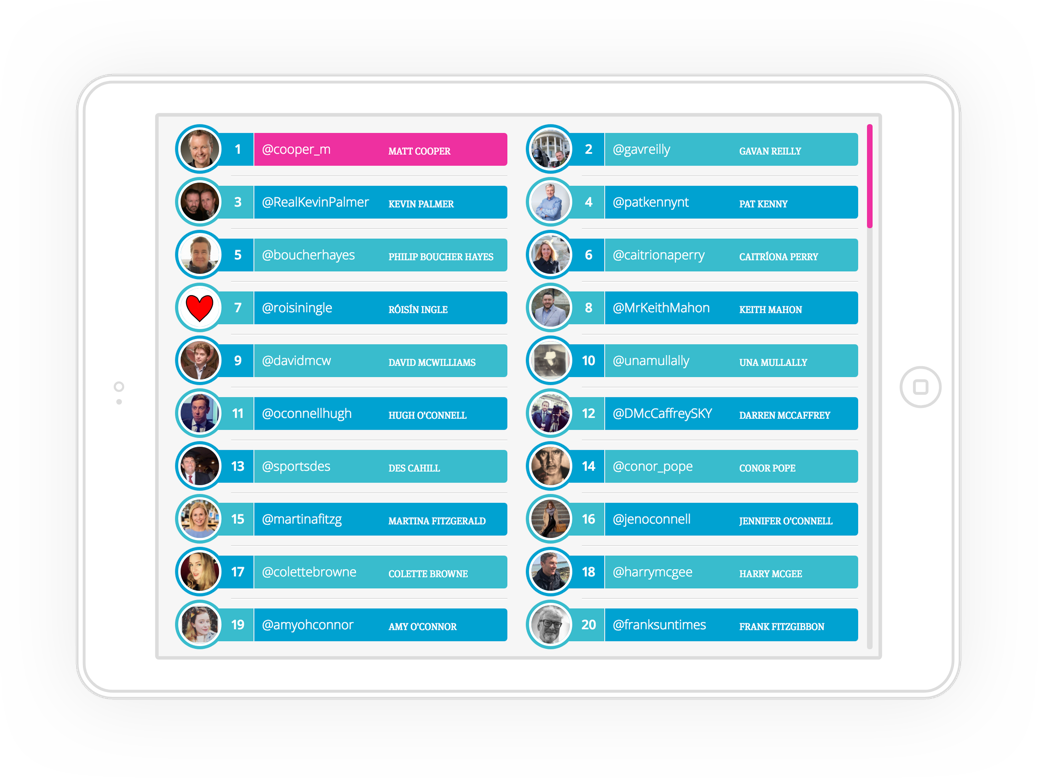 1 @cooper_m MATT COOPER
2 @gavreilly GAVAN REILLY
3 @RealKevinPalmer KEVIN PALMER
4 @patkennynt PAT KENNY
5 @boucherhayes PHILIP BOUCHER HAYES
6 @caitrionaperry CAITRÍONA PERRY
7 @roisiningle RÓISÍN INGLE
8 @MrKeithMahon KEITH MAHON
9 @davidmcw DAVID MCWILLIAMS
10 @unamullally UNA MULLALLY
11 @oconnellhugh HUGH O'CONNELL
12 @DMcCaffreySKY DARREN MCCAFFREY
13 @sportsdes DES CAHILL
14 @conor_pope CONOR POPE
15 @martinafitzg MARTINA FITZGERALD
16 @jenoconnell JENNIFER O'CONNELL
17 @colettebrowne COLETTE BROWNE
18 @harrymcgee HARRY MCGEE
19 @amyohconnor AMY O'CONNOR
20 @franksuntimes FRANK FITZGIBBON